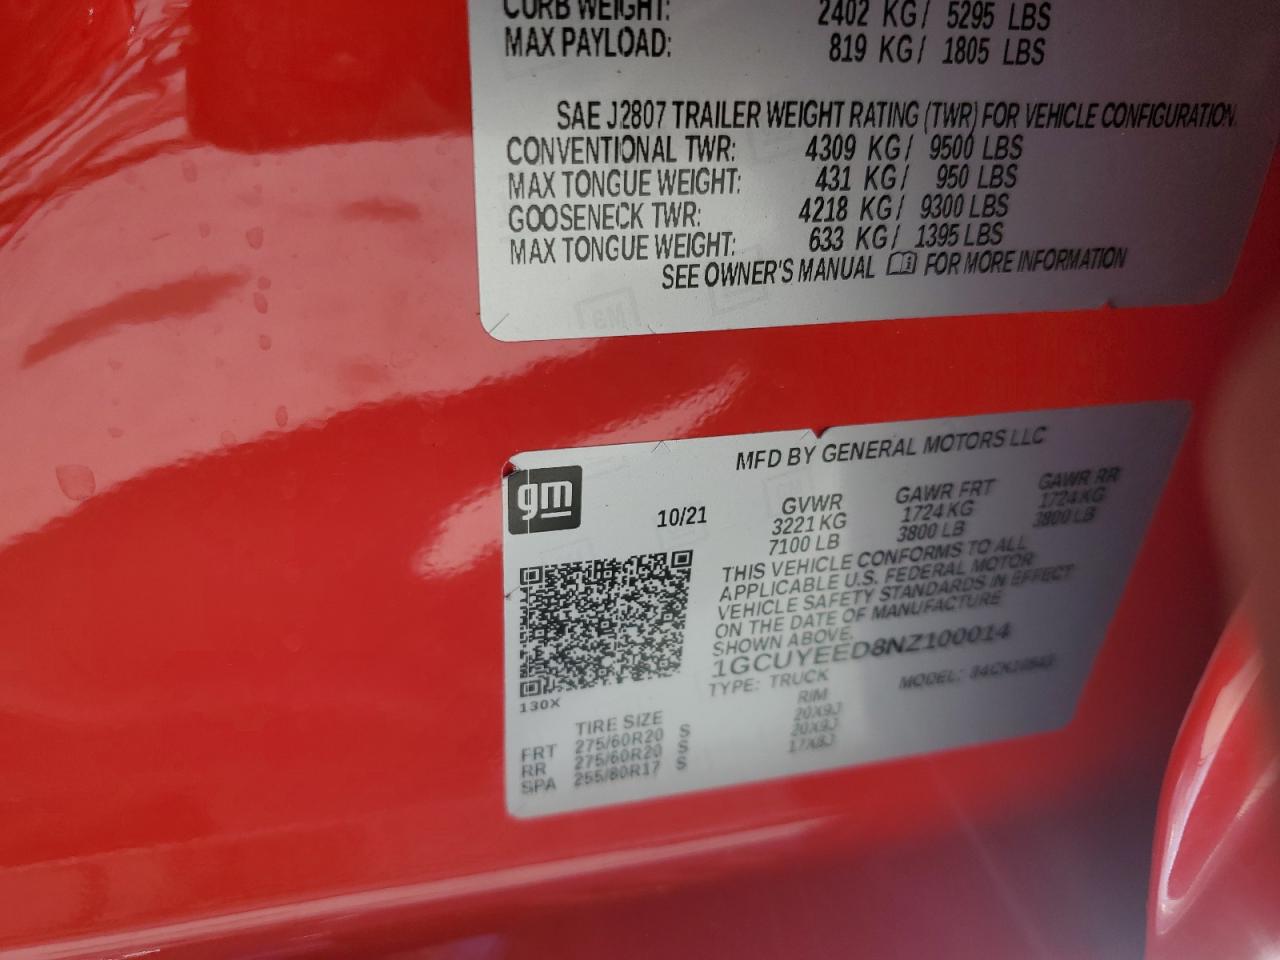 CURB WEIGHT: 2402 KG/ 5295 LBS
MAX PAYLOAD: 819 KG/ 1805 LBS
SAE J2807 TRAILER WEIGHT RATING (TWR) FOR VEHICLE CONFIGURATION
CONVENTIONAL TWR: 4309 KG/ 9500 LBS
MAX TONGUE WEIGHT: 431 KG/ 950 LBS
GOOSENECK TWR: 4218 KG/ 9300 LBS
MAX TONGUE WEIGHT: 633 KG/ 1395 LBS
SEE OWNER'S MANUAL FOR MORE INFORMATION
gm
MFD BY GENERAL MOTORS LLC
10/21 GVWR GAWR FRT GAWR RR
3221 KG 1724 KG 1724 KG
7100 LB 3800 LB 3800 LB
THIS VEHICLE CONFORMS TO ALL
APPLICABLE U.S. FEDERAL MOTOR
VEHICLE SAFETY STANDARDS IN EFFECT
ON THE DATE OF MANUFACTURE
SHOWN ABOVE.
1GCUYEED8NZ100014
TYPE: TRUCK MODEL:
130X
TIRE SIZE RIM
FRT 275/60R20 S 20X9J
RR 275/60R20 S 20X9J
SPA 255/80R17 S 17X8J